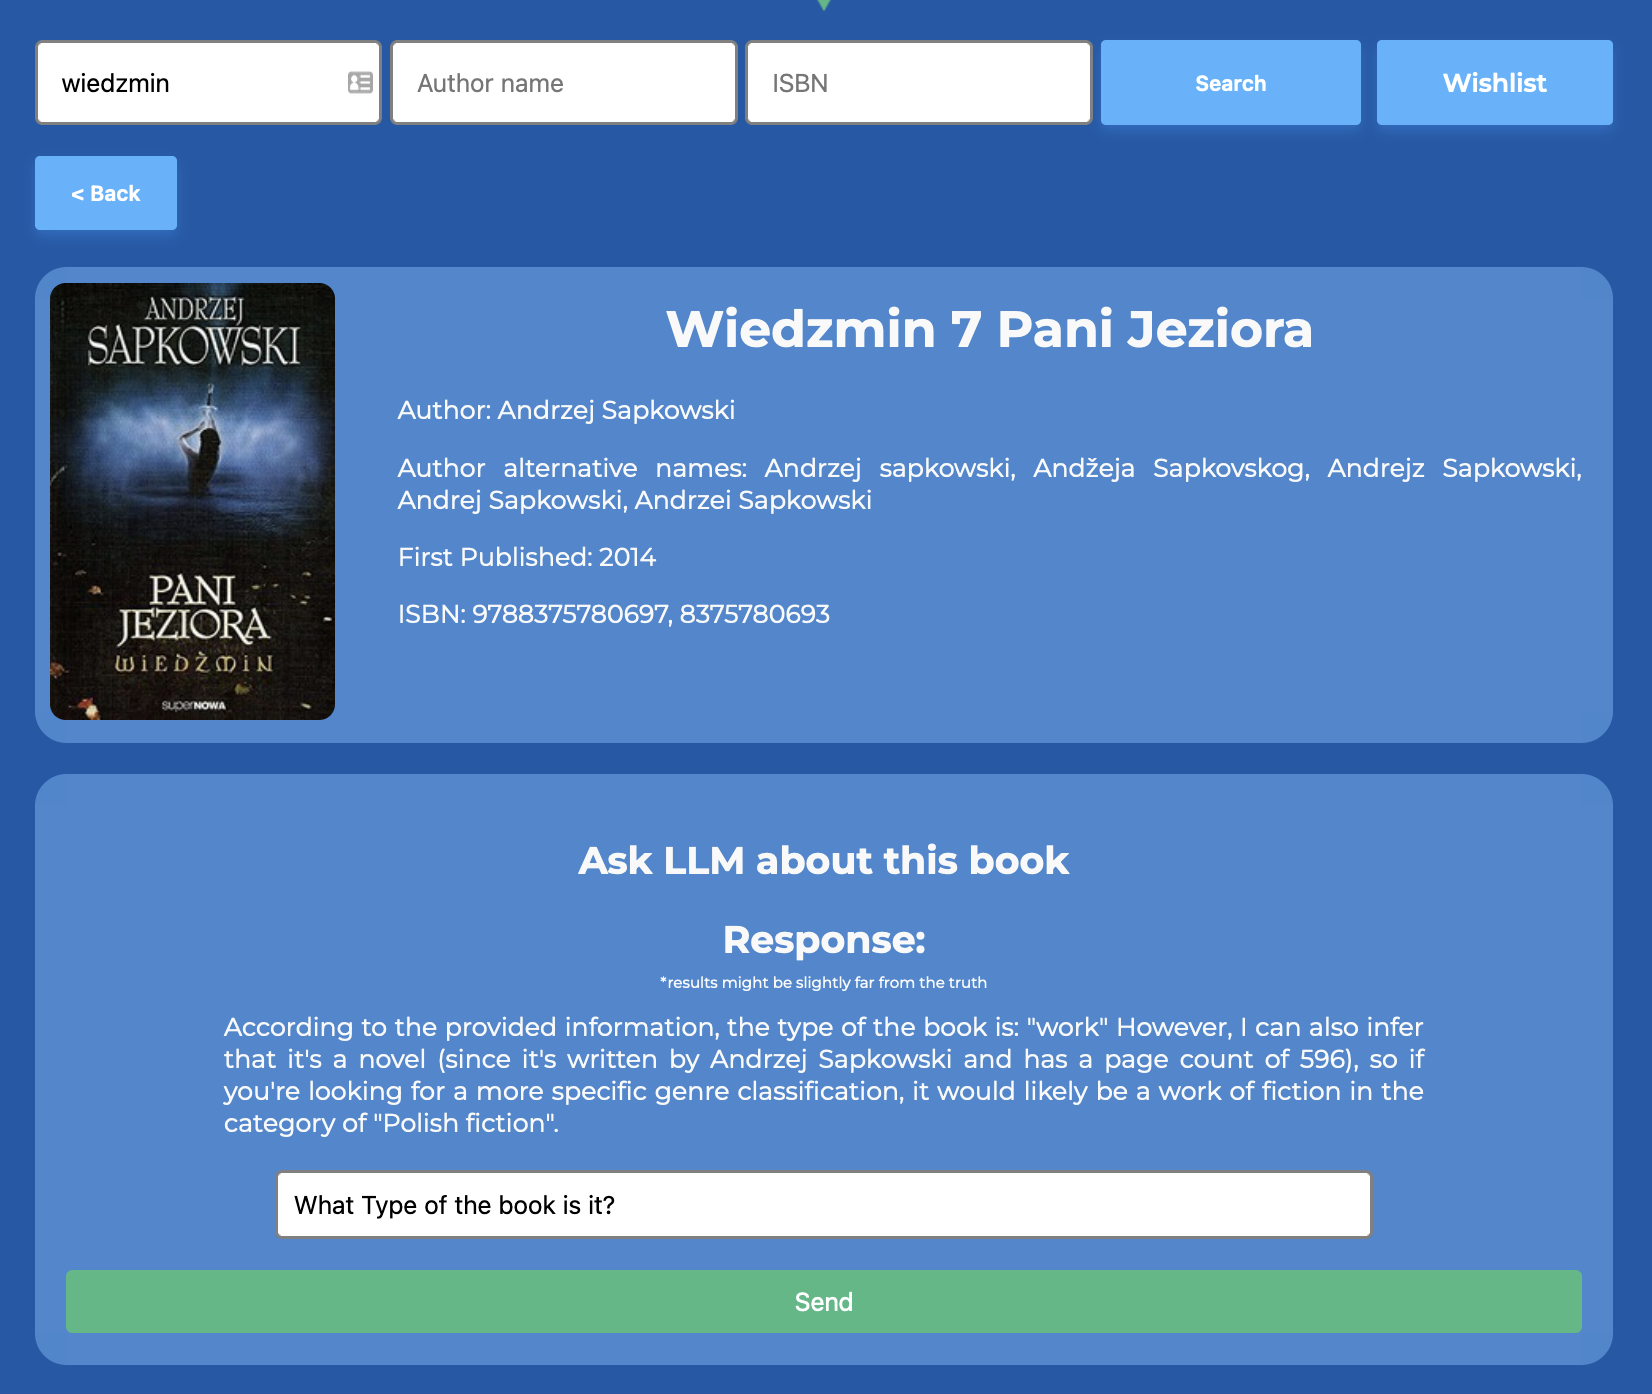 wiedzmin
Author name
ISBN
Search
Wishlist
< Back
ANDRZEJ
SAPKOWSKI
PANI
JEZIORA
WIEDŹMIN
superNOWA
Wiedzmin 7 Pani Jeziora
Author: Andrzej Sapkowski
Author alternative names: Andrzej sapkowski, Andžeja Sapkovskog, Andrejz Sapkowski,
Andrej Sapkowski, Andrzei Sapkowski
First Published: 2014
ISBN: 9788375780697, 8375780693
Ask LLM about this book
Response:
*results might be slightly far from the truth
According to the provided information, the type of the book is: "work" However, I can also infer
that it's a novel (since it's written by Andrzej Sapkowski and has a page count of 596), so if
you're looking for a more specific genre classification, it would likely be a work of fiction in the
category of "Polish fiction".
What Type of the book is it?
Send